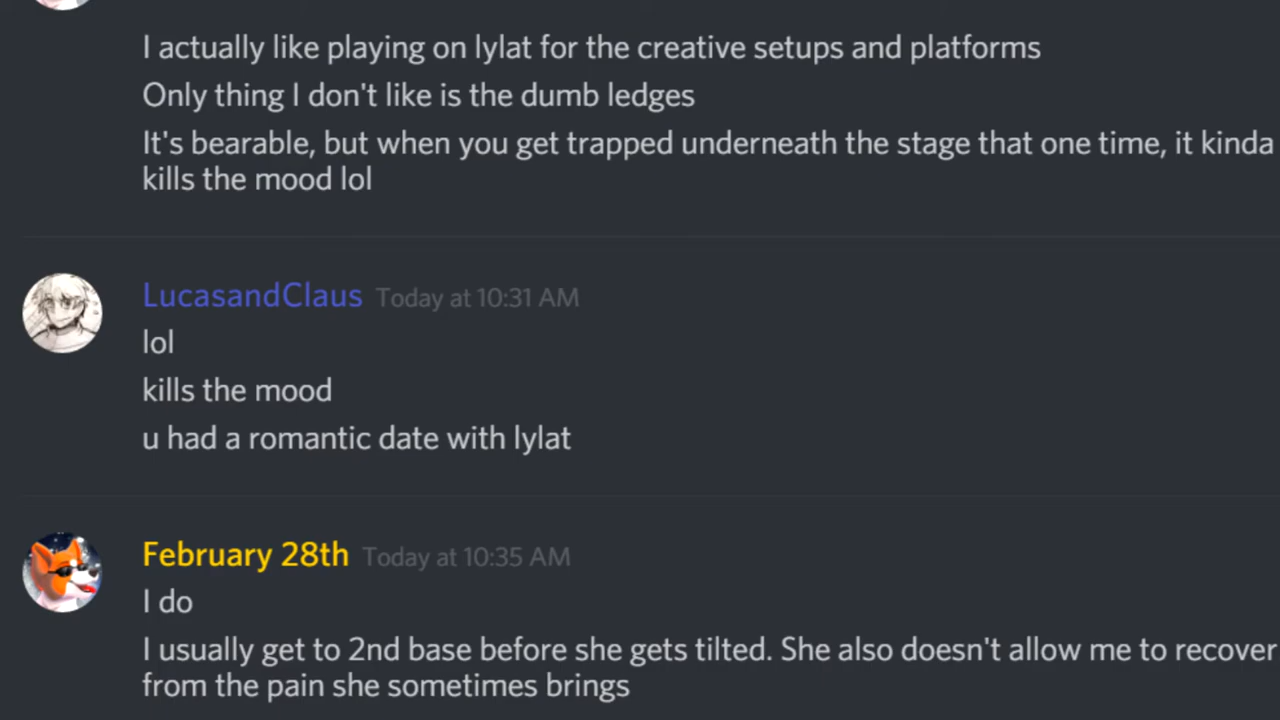 I actually like playing on lylat for the creative setups and platforms
Only thing I don't like is the dumb ledges
It's bearable, but when you get trapped underneath the stage that one time, it kinda
kills the mood lol
LucasandClaus Today at 10:31 AM
lol
kills the mood
u had a romantic date with lylat
February 28th Today at 10:35 AM
I do
I usually get to 2nd base before she gets tilted. She also doesn't allow me to recover
from the pain she sometimes brings